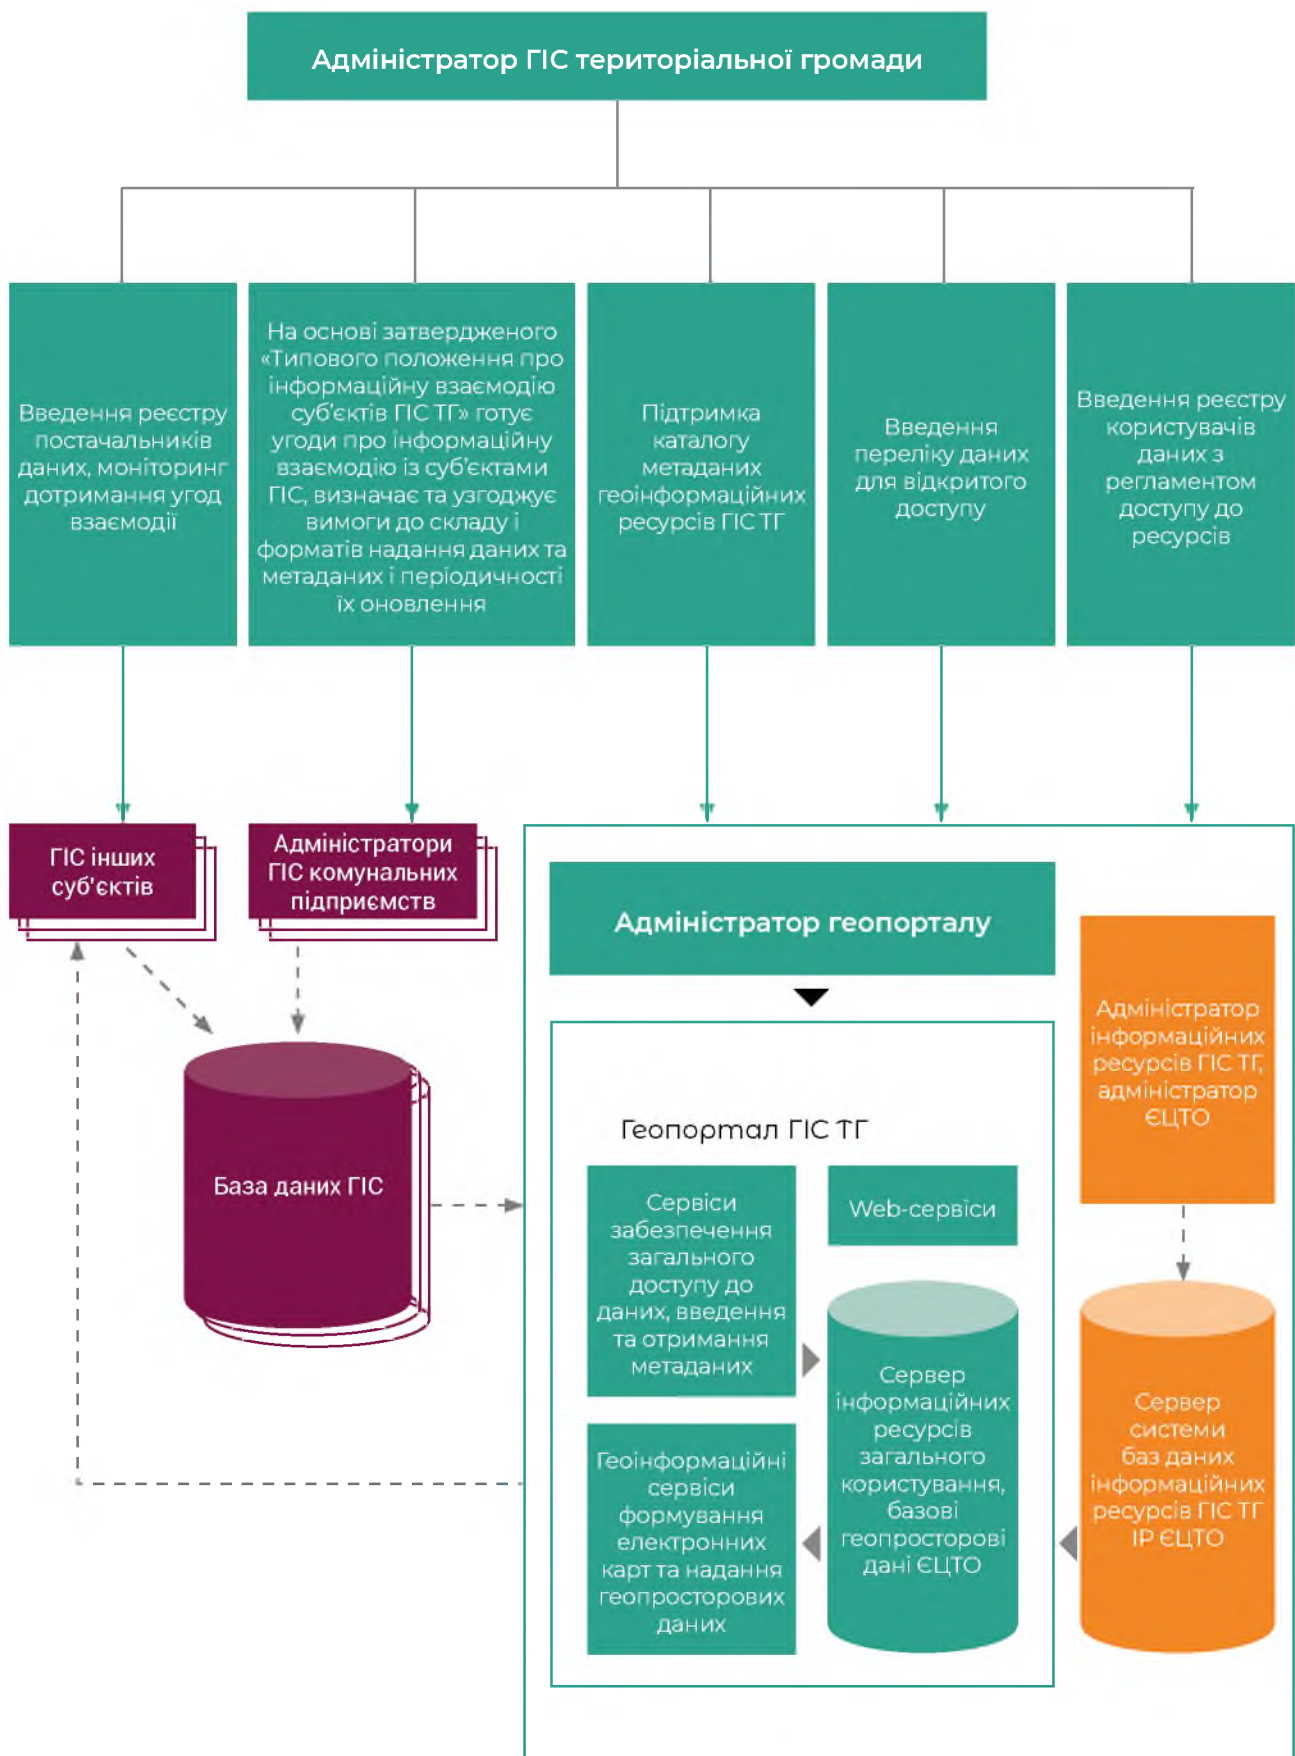 Адміністратор ГІС територіальної громади
Введення реєстру
постачальників
даних, моніторинг
дотримання угод
взаємодії
На основі затвердженого
«Типового положення про
інформаційну взаємодію
суб'єктів ГІС ТГ» готує
угоди про інформаційну
взаємодію із суб'єктами
ГІС, визначає та узгоджує
вимоги до складу і
форматів надання даних та
метаданих і періодичності
їх оновлення
Підтримка
каталогу
метаданих
геоінформаційних
ресурсів ГІС ТГ
Введення
переліку даних
для відкритого
доступу
Введення реєстру
користувачів
даних з
регламентом
доступу до
ресурсів
ГІС інших
суб'єктів
Адміністратори
ГІС комунальних
підприємств
База даних ГІС
Адміністратор геопорталу
Геопортал ГІС ТГ
Сервіси
забезпечення
загального
доступу до
даних, введення
та отримання
метаданих
Web-сервіси
Геоінформаційні
сервіси
формування
електронних
карт та надання
геопросторових
даних
Сервер
інформаційних
ресурсів
загального
користування,
базові
геопросторові
дані ЄЦТО
Адміністратор
інформаційних
ресурсів ГІС ТГ,
адміністратор
ЄЦТО
Сервер
системи
баз даних
інформаційних
ресурсів ГІС ТГ
ІР ЄЦТО